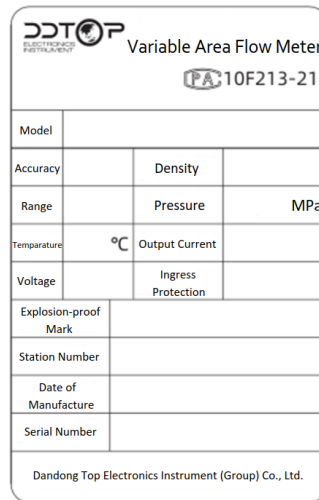 DDTOP
ELECTRONICS
INSTRUMENT
Variable Area Flow Meter
PA 10F213-21
Model
Accuracy Density
Range Pressure MPa
Temparature ℃ Output Current
Voltage Ingress
Protection
Explosion-proof
Mark
Station Number
Date of
Manufacture
Serial Number
Dandong Top Electronics Instrument (Group) Co., Ltd.